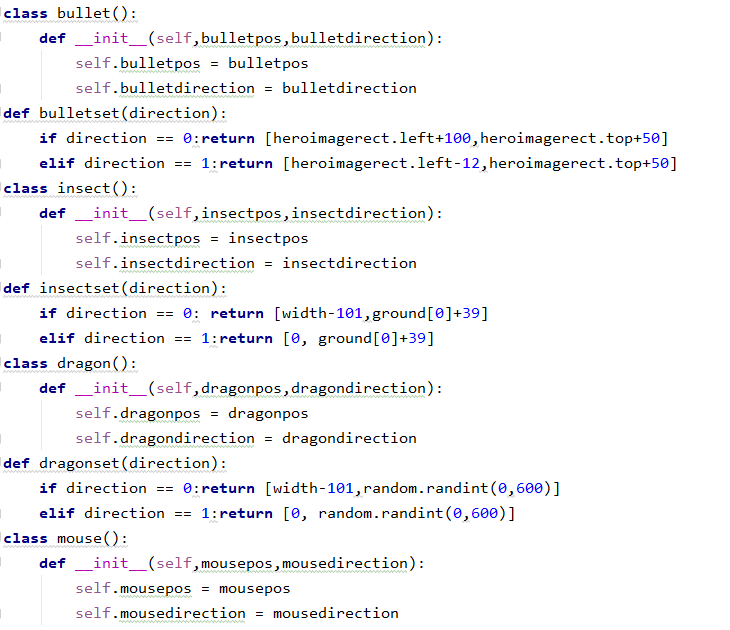 class bullet():
    def __init__(self,bulletpos,bulletdirection):
        self.bulletpos = bulletpos
        self.bulletdirection = bulletdirection
def bulletset(direction):
    if direction == 0:return [heroimagerect.left+100,heroimagerect.top+50]
    elif direction == 1:return [heroimagerect.left-12,heroimagerect.top+50]
class insect():
    def __init__(self,insectpos,insectdirection):
        self.insectpos = insectpos
        self.insectdirection = insectdirection
def insectset(direction):
    if direction == 0: return [width-101,ground[0]+39]
    elif direction == 1:return [0, ground[0]+39]
class dragon():
    def __init__(self,dragonpos,dragondirection):
        self.dragonpos = dragonpos
        self.dragondirection = dragondirection
def dragonset(direction):
    if direction == 0:return [width-101,random.randint(0,600)]
    elif direction == 1:return [0, random.randint(0,600)]
class mouse():
    def __init__(self,mousepos,mousedirection):
        self.mousepos = mousepos
        self.mousedirection = mousedirection